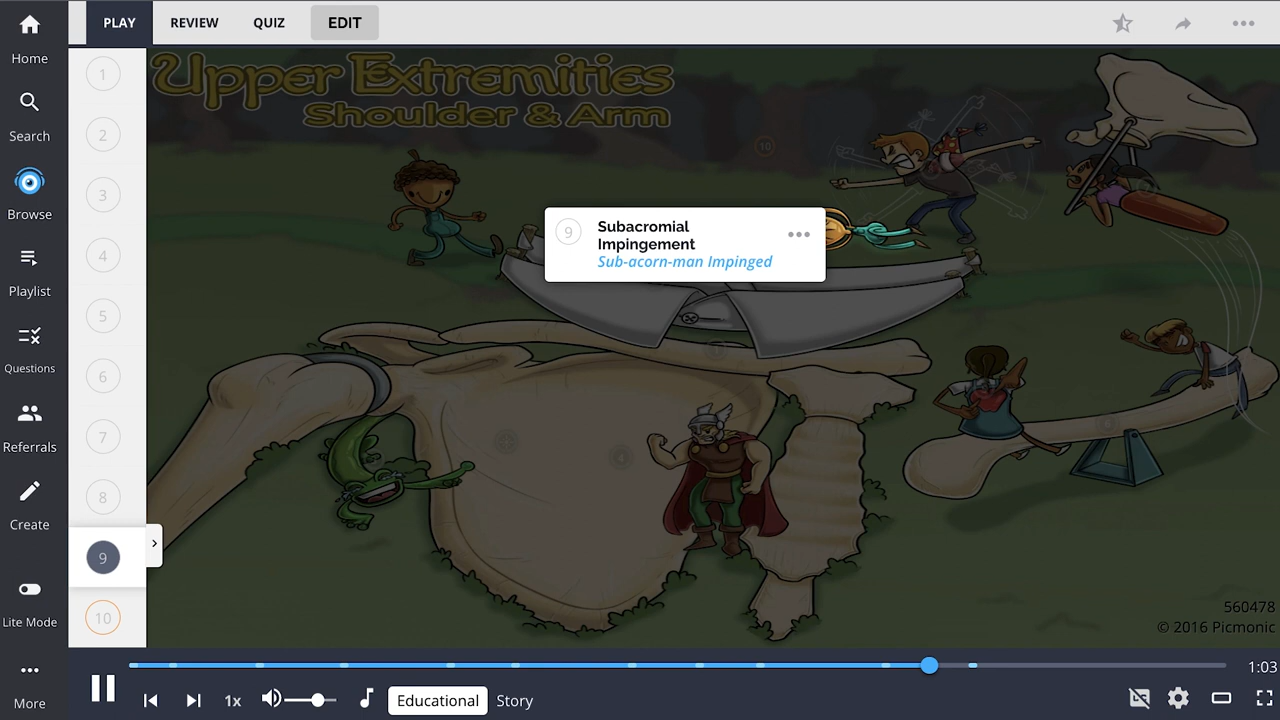 PLAY REVIEW QUIZ EDIT
Home
Search
Browse
Playlist
Questions
Referrals
Create
Lite Mode
More
1
2
3
4
5
6
7
8
9
10
Upper Extremities
Shoulder & Arm
10
9 Subacromial
Impingement
Sub-acorn-man Impinged
560478
© 2016 Picmonic
1:03
1x Educational Story